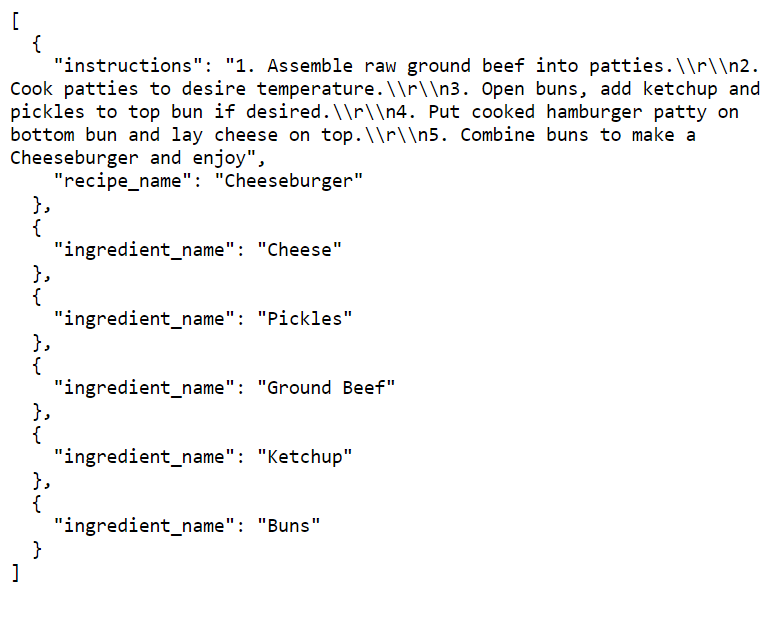 [
  {
    "instructions": "1. Assemble raw ground beef into patties.\\r\\n2.
Cook patties to desire temperature.\\r\\n3. Open buns, add ketchup and
pickles to top bun if desired.\\r\\n4. Put cooked hamburger patty on
bottom bun and lay cheese on top.\\r\\n5. Combine buns to make a
Cheeseburger and enjoy",
    "recipe_name": "Cheeseburger"
  },
  {
    "ingredient_name": "Cheese"
  },
  {
    "ingredient_name": "Pickles"
  },
  {
    "ingredient_name": "Ground Beef"
  },
  {
    "ingredient_name": "Ketchup"
  },
  {
    "ingredient_name": "Buns"
  }
]